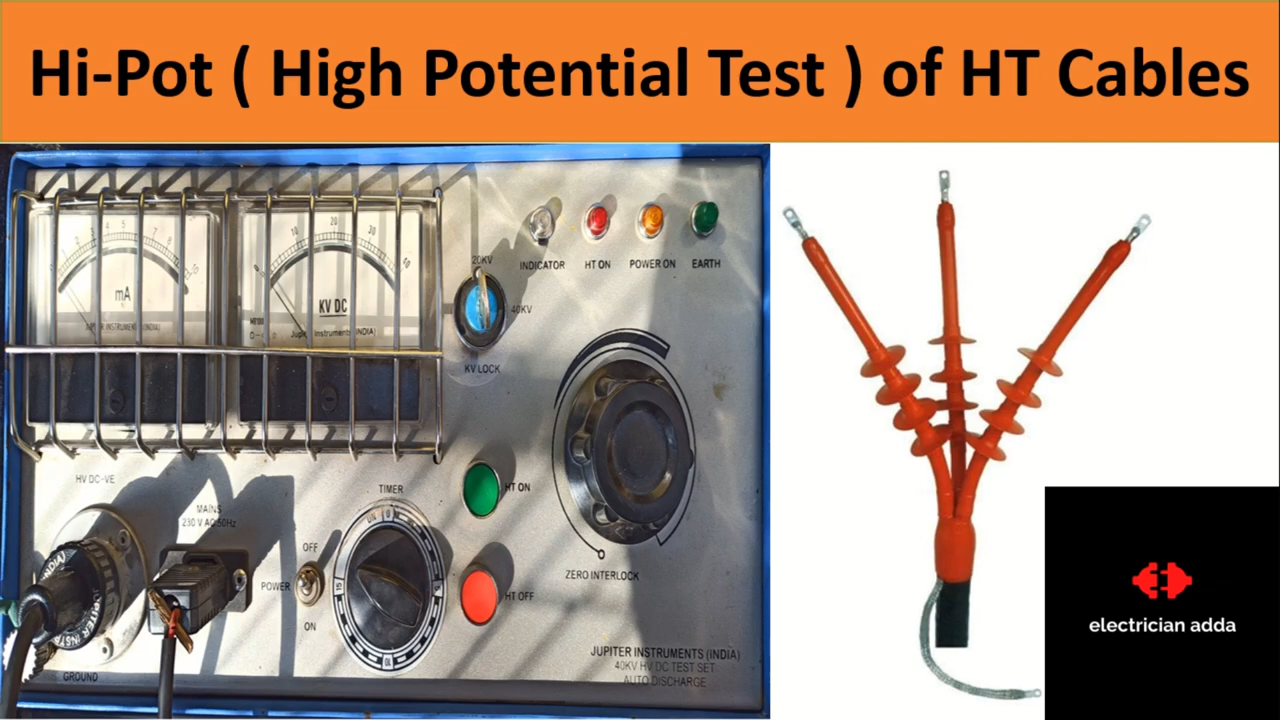 Hi-Pot ( High Potential Test ) of HT Cables
mA
KV DC
INDICATOR
HT ON
POWER ON
EARTH
20KV
40KV
KV LOCK
HV DC-VE
MAINS
230 V AC 50Hz
GROUND
TIMER
OFF
POWER
ON
HT ON
HT OFF
ZERO INTERLOCK
JUPITER INSTRUMENTS (INDIA)
40KV HV DC TEST SET
AUTO DISCHARGE
electrician adda